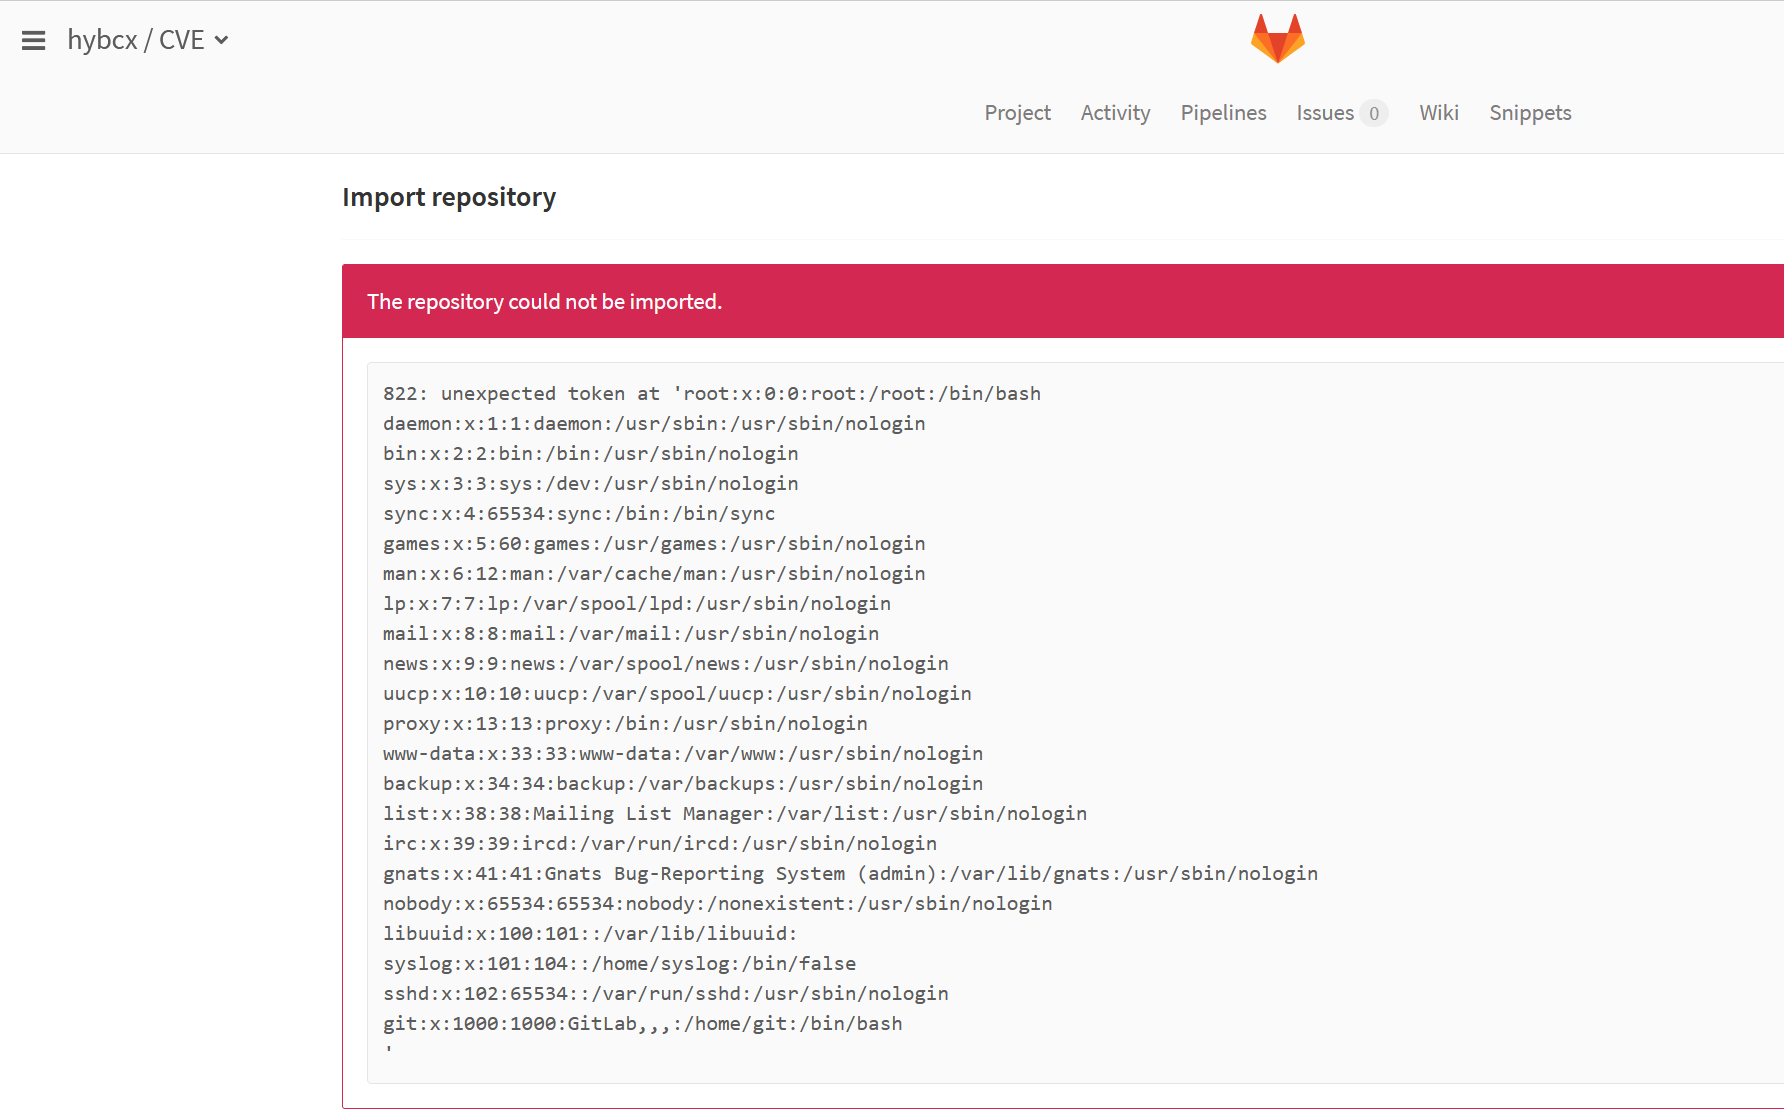 hybcx / CVE
Project Activity Pipelines Issues 0 Wiki Snippets
Import repository
The repository could not be imported.
822: unexpected token at 'root:x:0:0:root:/root:/bin/bash
daemon:x:1:1:daemon:/usr/sbin:/usr/sbin/nologin
bin:x:2:2:bin:/bin:/usr/sbin/nologin
sys:x:3:3:sys:/dev:/usr/sbin/nologin
sync:x:4:65534:sync:/bin:/bin/sync
games:x:5:60:games:/usr/games:/usr/sbin/nologin
man:x:6:12:man:/var/cache/man:/usr/sbin/nologin
lp:x:7:7:lp:/var/spool/lpd:/usr/sbin/nologin
mail:x:8:8:mail:/var/mail:/usr/sbin/nologin
news:x:9:9:news:/var/spool/news:/usr/sbin/nologin
uucp:x:10:10:uucp:/var/spool/uucp:/usr/sbin/nologin
proxy:x:13:13:proxy:/bin:/usr/sbin/nologin
www-data:x:33:33:www-data:/var/www:/usr/sbin/nologin
backup:x:34:34:backup:/var/backups:/usr/sbin/nologin
list:x:38:38:Mailing List Manager:/var/list:/usr/sbin/nologin
irc:x:39:39:ircd:/var/run/ircd:/usr/sbin/nologin
gnats:x:41:41:Gnats Bug-Reporting System (admin):/var/lib/gnats:/usr/sbin/nologin
nobody:x:65534:65534:nobody:/nonexistent:/usr/sbin/nologin
libuuid:x:100:101::/var/lib/libuuid:
syslog:x:101:104::/home/syslog:/bin/false
sshd:x:102:65534::/var/run/sshd:/usr/sbin/nologin
git:x:1000:1000:GitLab,,,:/home/git:/bin/bash
'